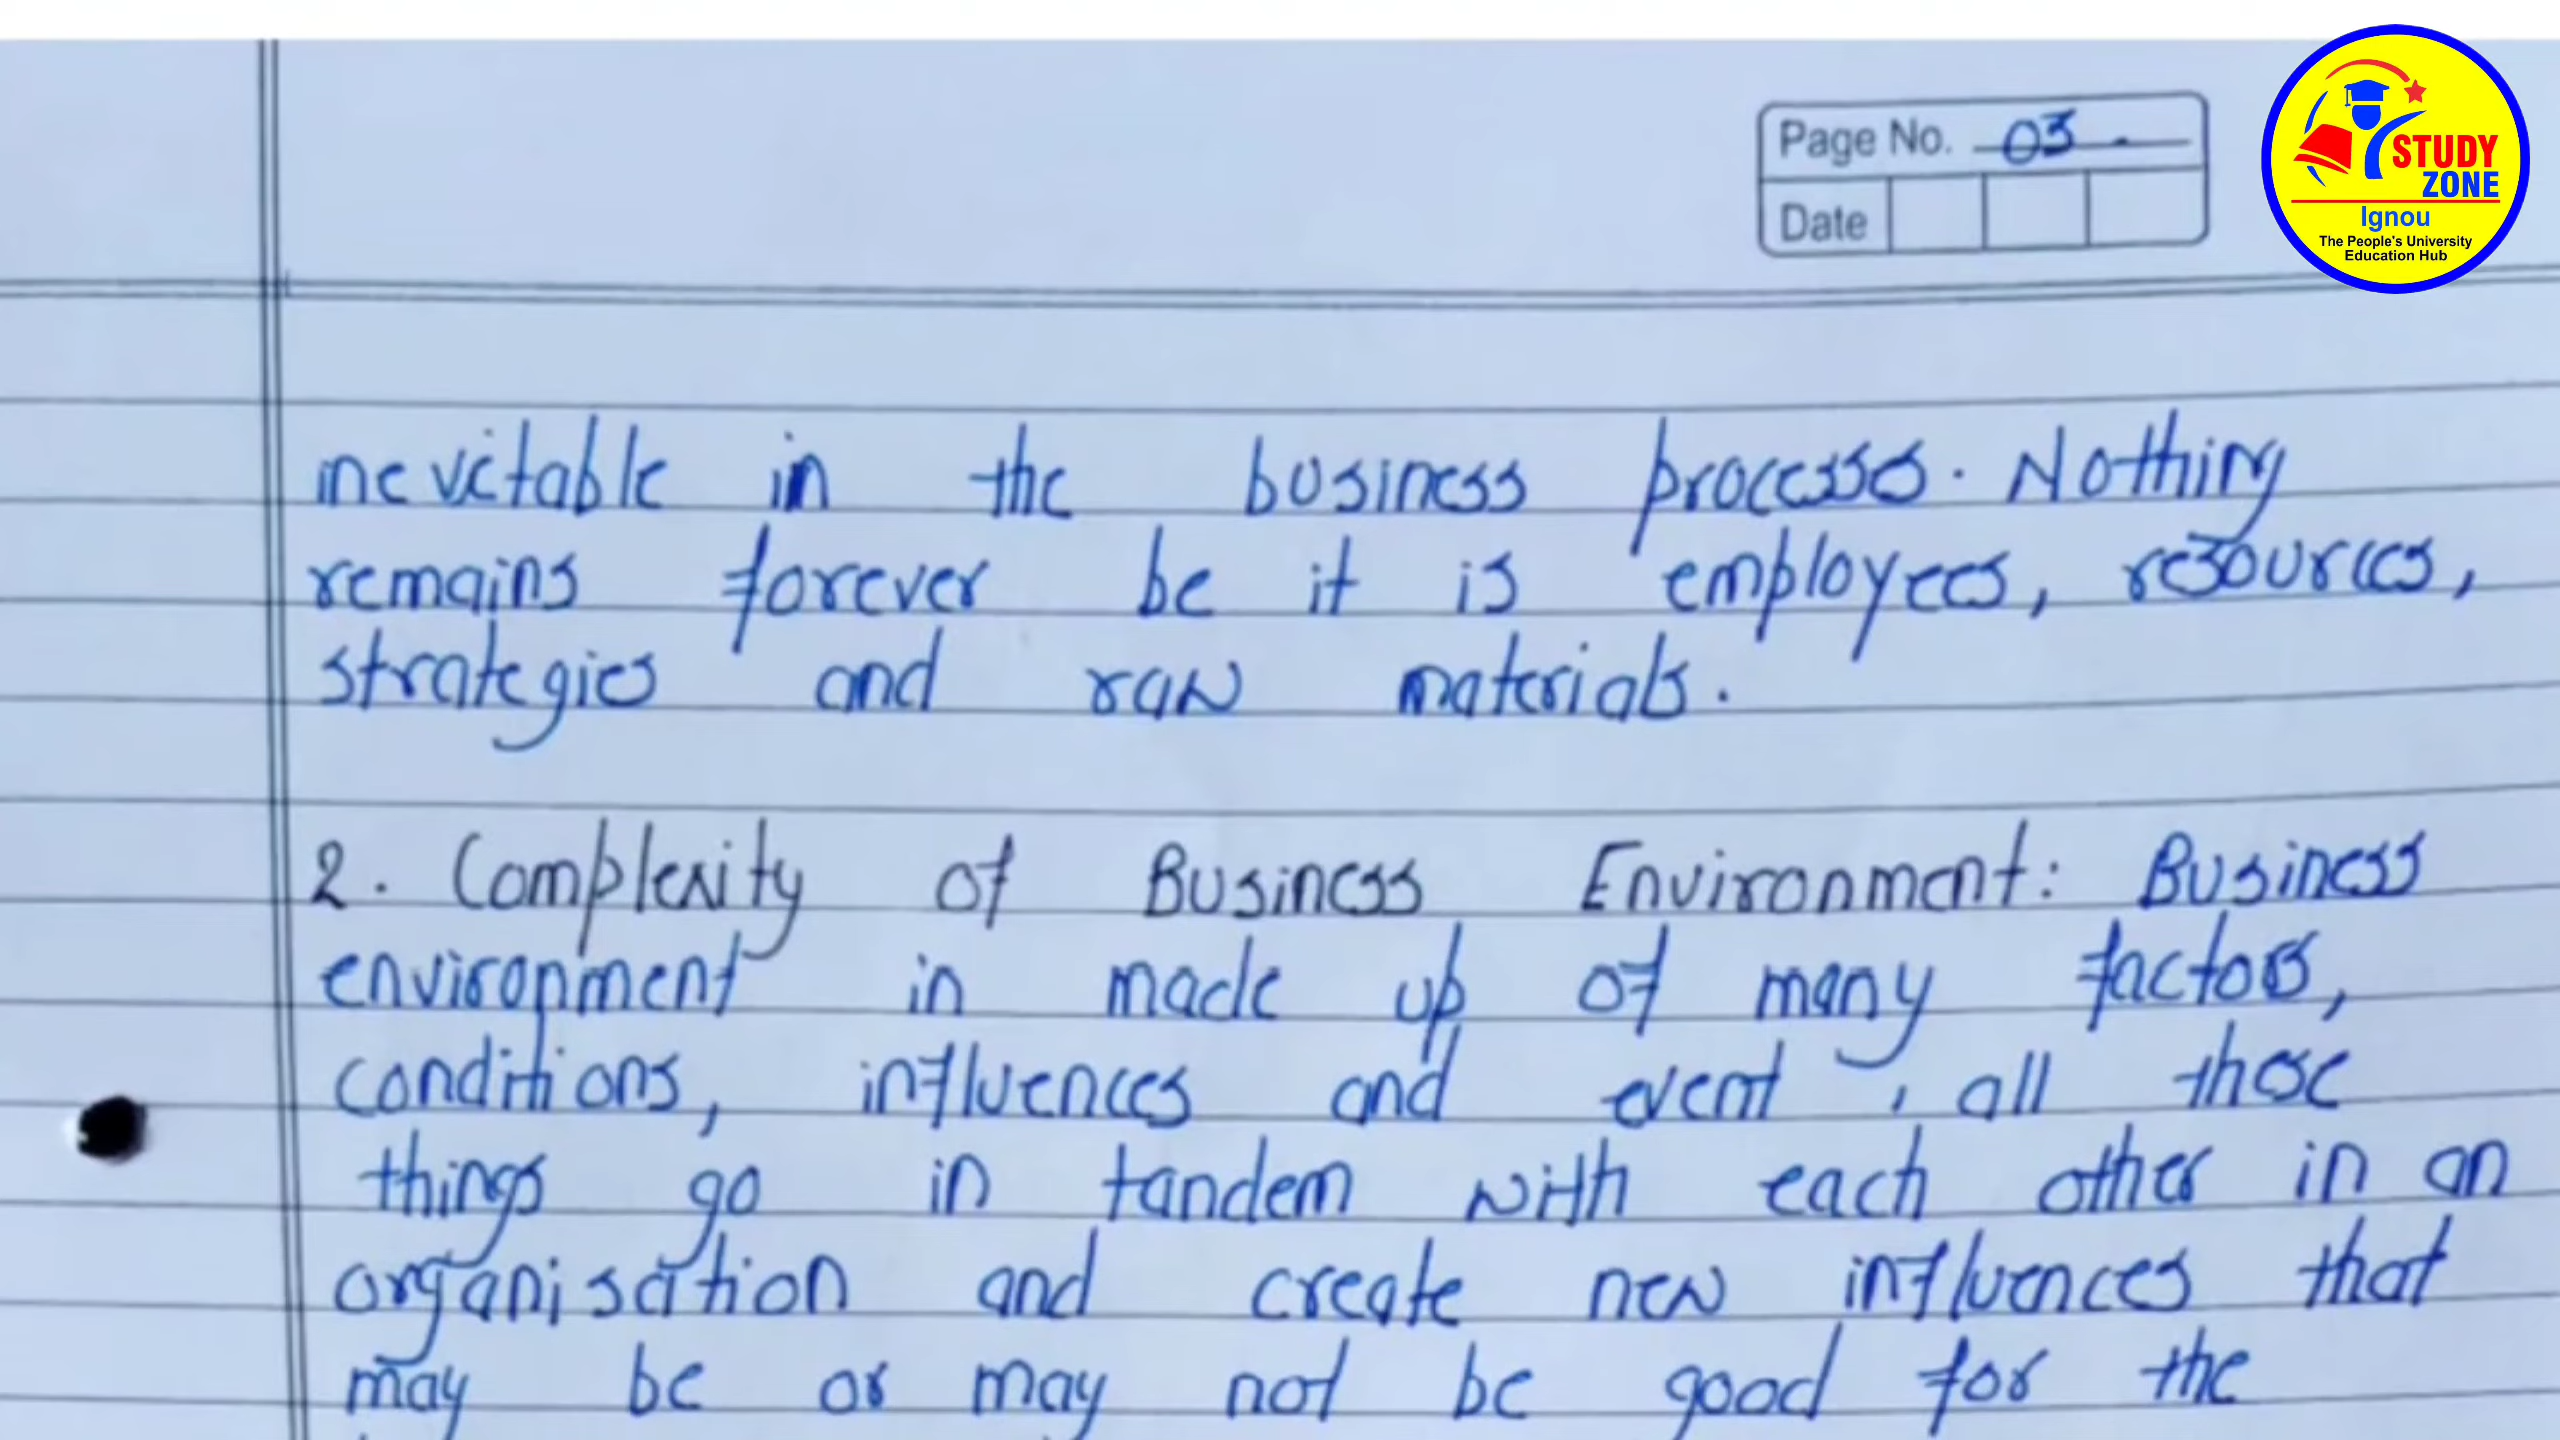 Page No. 03
Date
STUDY
ZONE
Ignou
The People's University
Education Hub
inevitable in the business process. Nothing
remains forever be it is employees, resources,
strategies and raw materials.
2. Complexity of Business Environment: Business
environment in made up of many factors,
conditions, influences and event, all these
things go in tandem with each other in an
organisation and create new influences that
may be or may not be good for the